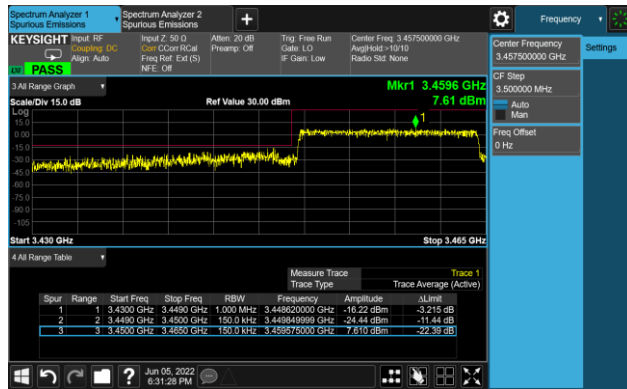 Spectrum Analyzer 1
Spurious Emissions
Spectrum Analyzer 2
Spurious Emissions
Frequency
KEYSIGHT
Input: RF
Coupling: DC
Align: Auto
Input Z: 50 Ω
Corr CCorr RCal
Freq Ref: Ext (S)
NFE: Off
Atten: 20 dB
Preamp: Off
Trig: Free Run
Gate: LO
IF Gain: Low
Center Freq: 3.457500000 GHz
Avg|Hold:>10/10
Radio Std: None
PASS
Center Frequency
3.457500000 GHz
Settings
CF Step
3.500000 MHz
Auto
Man
Freq Offset
0 Hz
3 All Range Graph
Mkr1 3.4596 GHz
Scale/Div 15.0 dB
Ref Value 30.00 dBm
7.61 dBm
Log
15.0
0.00
-15.0
-30.0
-45.0
-60.0
-75.0
-90.0
-105
1
Start 3.430 GHz
Stop 3.465 GHz
4 All Range Table
Measure Trace Trace 1
Trace Type Trace Average (Active)
Spur Range Start Freq Stop Freq RBW Frequency Amplitude ΔLimit
1 1 3.4300 GHz 3.4490 GHz 1.000 MHz 3.448620000 GHz -16.22 dBm -3.215 dB
2 2 3.4490 GHz 3.4500 GHz 150.0 kHz 3.449849999 GHz -24.44 dBm -11.44 dB
3 3 3.4500 GHz 3.4650 GHz 150.0 kHz 3.459575000 GHz 7.610 dBm -22.39 dB
Jun 05, 2022
6:31:28 PM